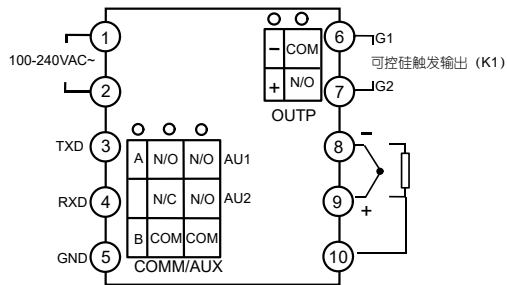 1
100-240VAC~
2
TXD 3
RXD 4
GND 5
A N/O N/O AU1
N/C N/O AU2
B COM COM
COMM/AUX
− COM
+ N/O
OUTP
6 G1
可控硅触发输出（K1）
7 G2
8 −
9 +
10